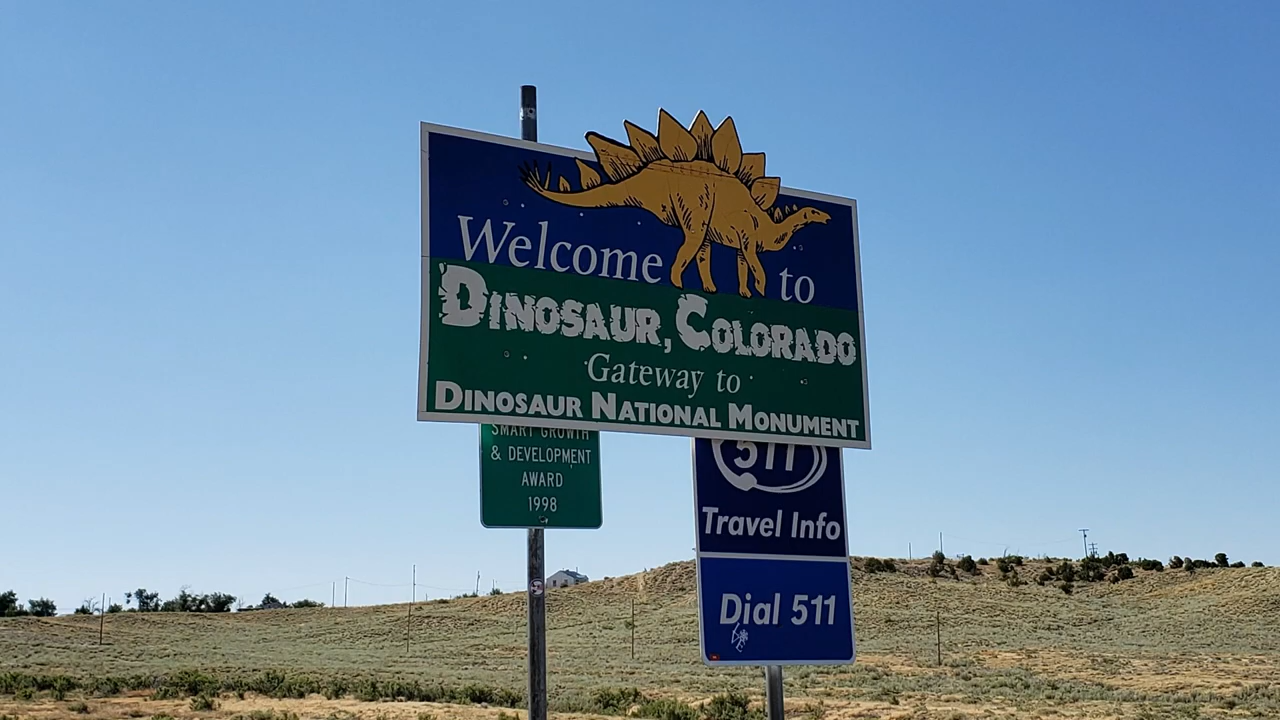 Welcome to
DINOSAUR, COLORADO
Gateway to
DINOSAUR NATIONAL MONUMENT
SMART GROWTH
& DEVELOPMENT
AWARD
1998
511
Travel Info
Dial 511